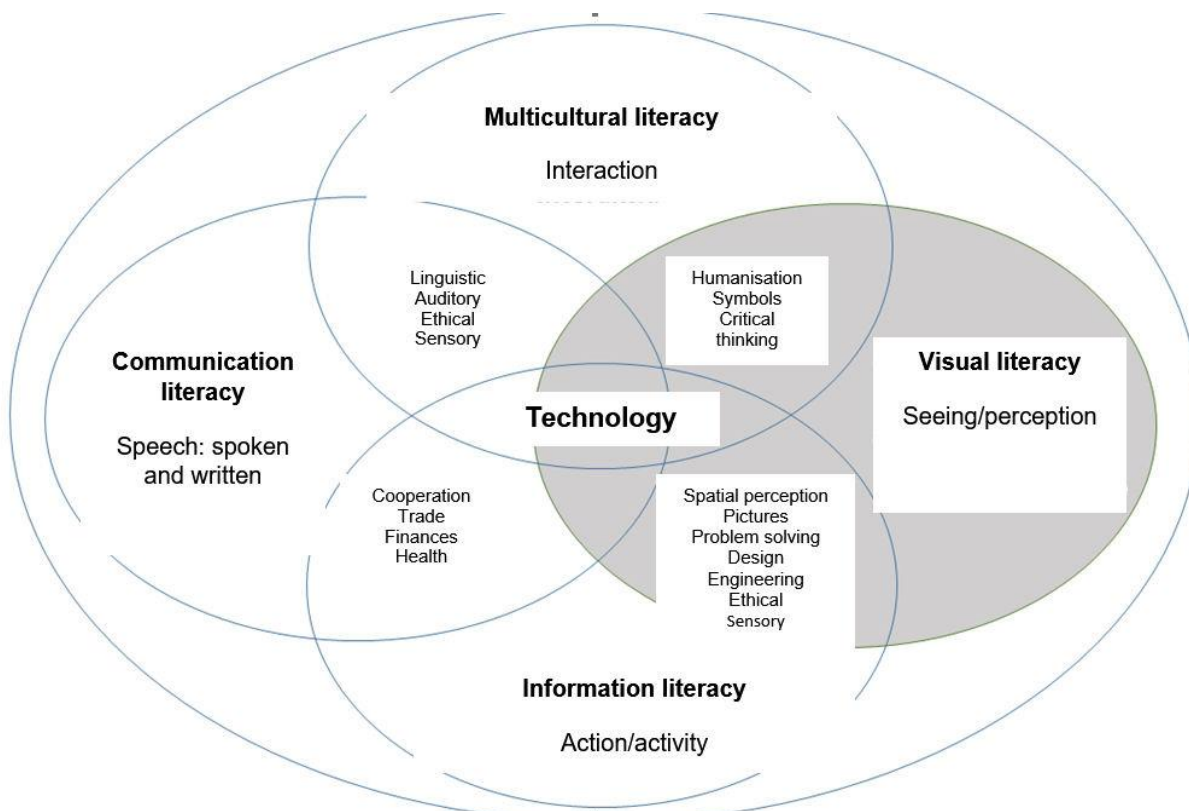 Multicultural literacy
Interaction
Linguistic
Auditory
Ethical
Sensory
Humanisation
Symbols
Critical
thinking
Communication
literacy
Speech: spoken
and written
Technology
Visual literacy
Seeing/perception
Cooperation
Trade
Finances
Health
Spatial perception
Pictures
Problem solving
Design
Engineering
Ethical
Sensory
Information literacy
Action/activity